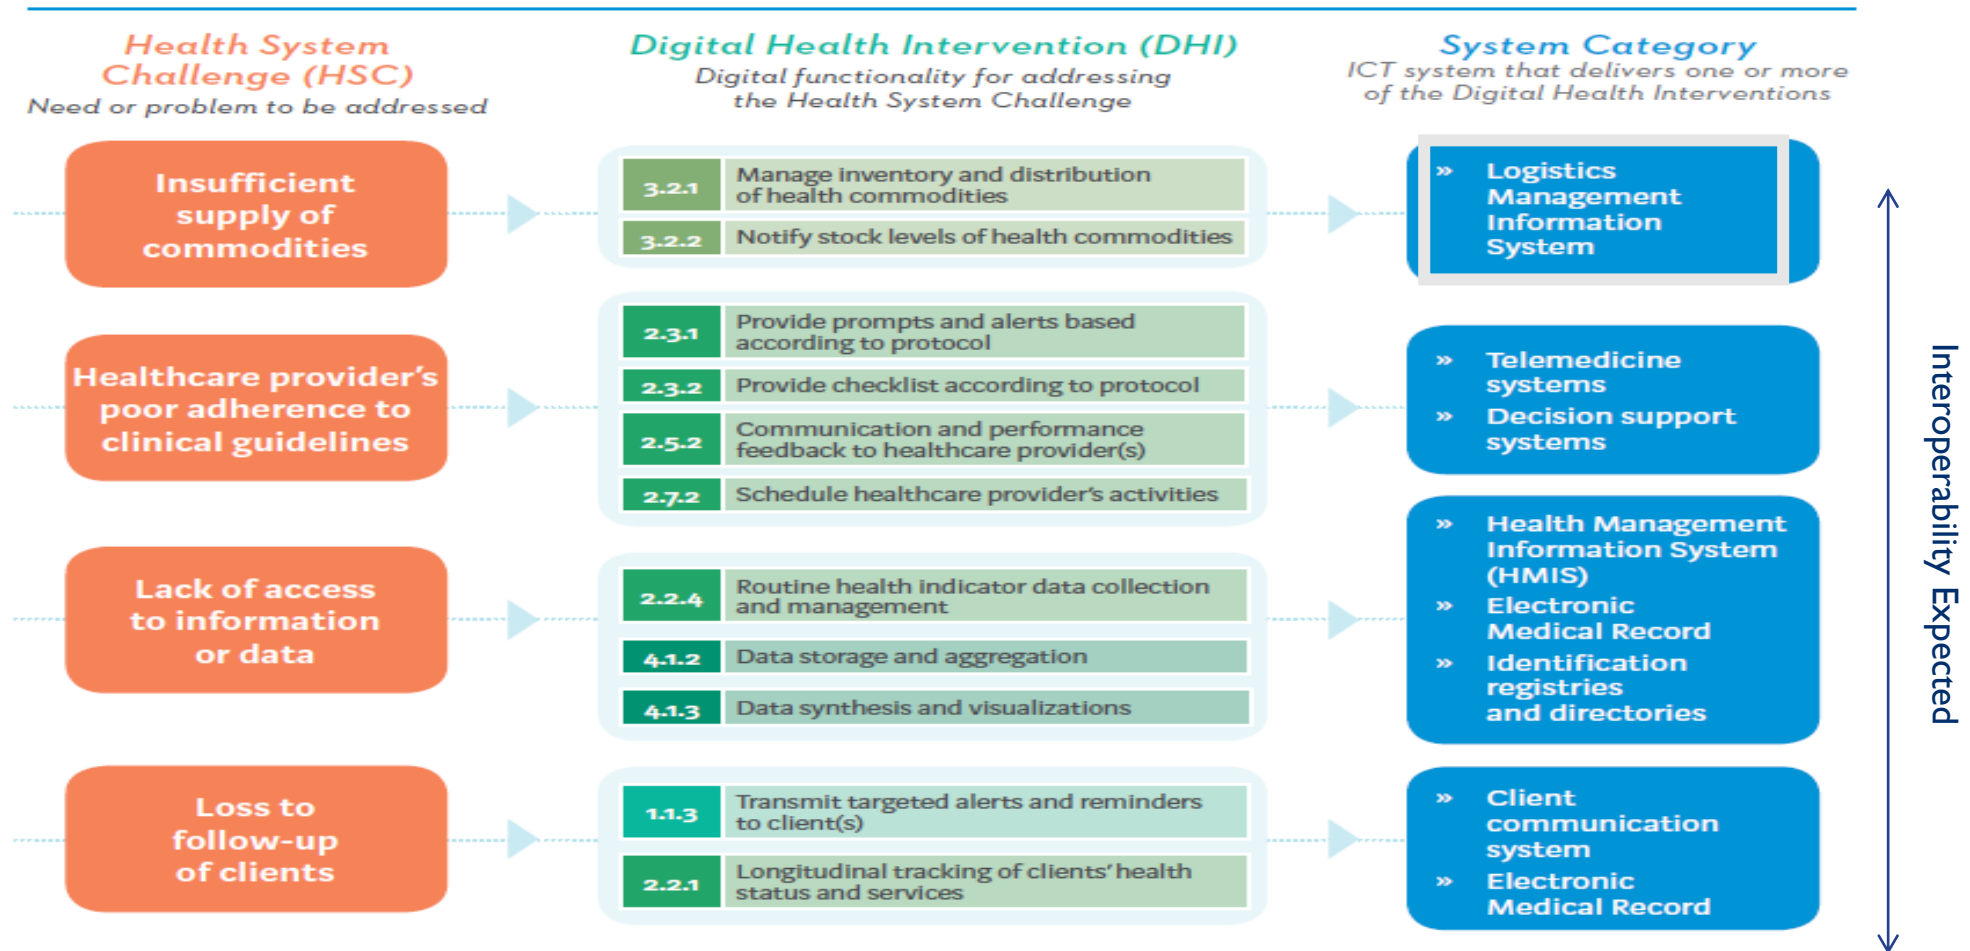 Health System
Challenge (HSC)
Need or problem to be addressed
Digital Health Intervention (DHI)
Digital functionality for addressing
the Health System Challenge
System Category
ICT system that delivers one or more
of the Digital Health Interventions
Insufficient
supply of
commodities
3.2.1
Manage inventory and distribution
of health commodities
3.2.2
Notify stock levels of health commodities
» Logistics
Management
Information
System
Healthcare provider's
poor adherence to
clinical guidelines
2.3.1
Provide prompts and alerts based
according to protocol
2.3.2
Provide checklist according to protocol
2.5.2
Communication and performance
feedback to healthcare provider(s)
2.7.2
Schedule healthcare provider's activities
» Telemedicine
systems
» Decision support
systems
Lack of access
to information
or data
2.2.4
Routine health indicator data collection
and management
4.1.2
Data storage and aggregation
4.1.3
Data synthesis and visualizations
» Health Management
Information System
(HMIS)
» Electronic
Medical Record
» Identification
registries
and directories
Loss to
follow-up
of clients
1.1.3
Transmit targeted alerts and reminders
to client(s)
2.2.1
Longitudinal tracking of clients' health
status and services
» Client
communication
system
» Electronic
Medical Record
Interoperability Expected